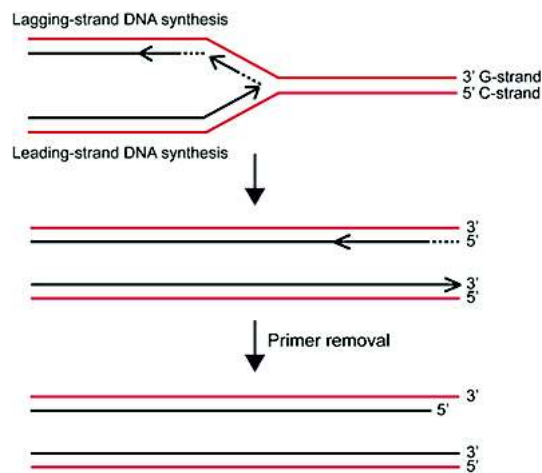 Lagging-strand DNA synthesis
3' G-strand
5' C-strand
Leading-strand DNA synthesis
3'
5'
3'
5'
Primer removal
3'
5'
3'
5'